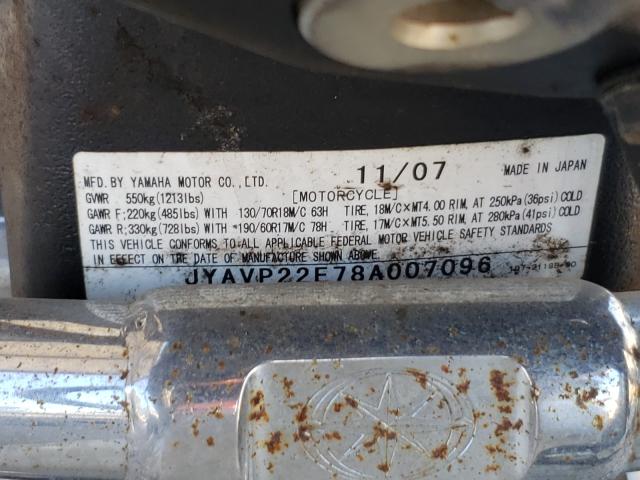 MFD.BY YAMAHA MOTOR CO.,LTD. 11/07 MADE IN JAPAN
GVWR 550kg(1213lbs) [MOTORCYCLE]
GAWR F;220kg(485lbs) WITH 130/70R18M/C 63H TIRE, 18M/C×MT4.00 RIM, AT 250kPa(36psi)COLD
GAWR R;330kg(728lbs) WITH *190/60R17M/C 78H TIRE, 17M/C×MT5.50 RIM, AT 280kPa(41psi)COLD
THIS VEHICLE CONFORMS TO ALL APPLICABLE FEDERAL MOTOR VEHICLE SAFETY STANDARDS
IN EFFECT ON THE DATE OF MANUFACTURE SHOWN ABOVE.
JYAVP22E78A007096